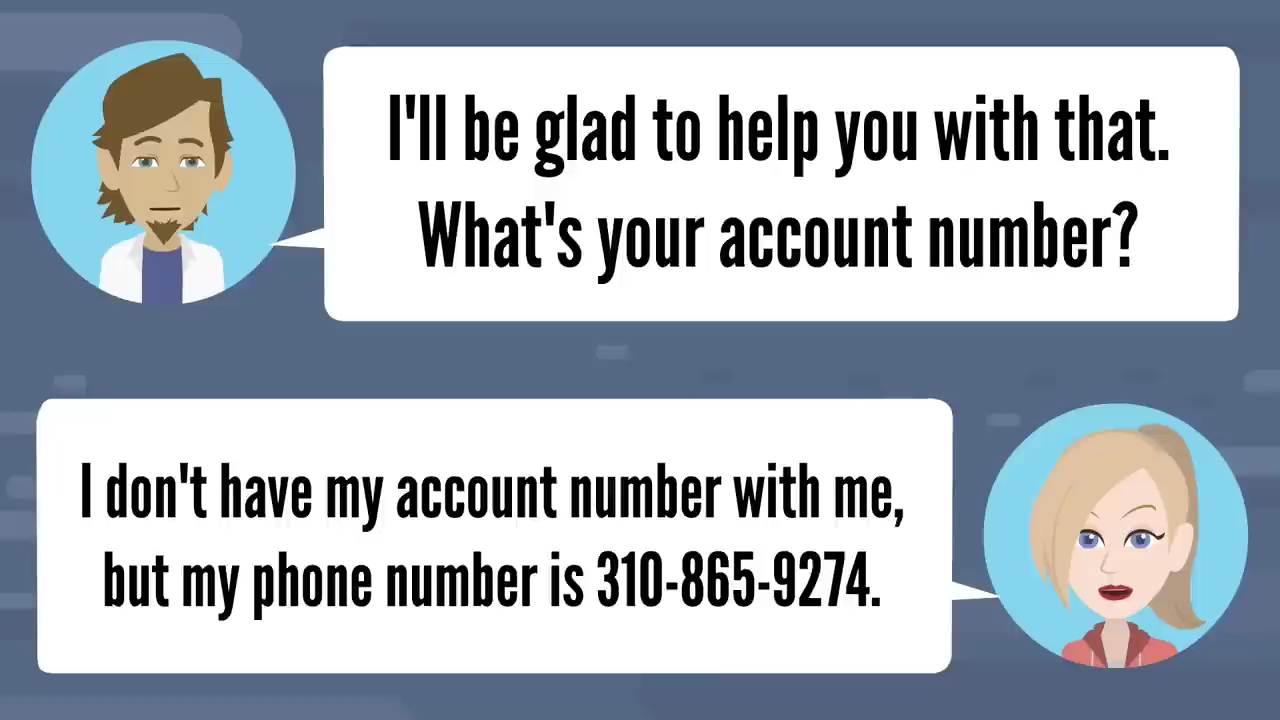 I'll be glad to help you with that.
What's your account number?
I don't have my account number with me,
but my phone number is 310-865-9274.